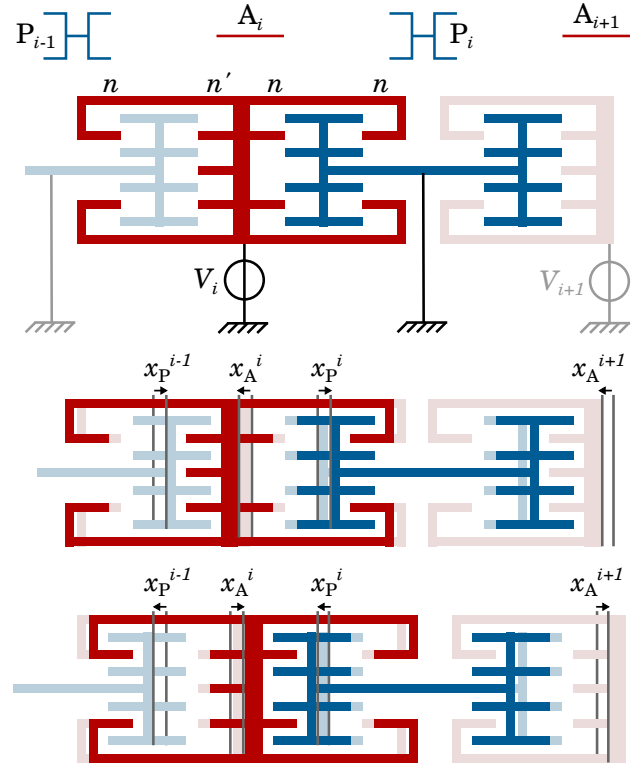 P_{i-1} A_i P_i A_{i+1}
n n′ n n
V_i V_{i+1}
x_P^{i-1} x_A^i x_P^i x_A^{i+1}
x_P^{i-1} x_A^i x_P^i x_A^{i+1}